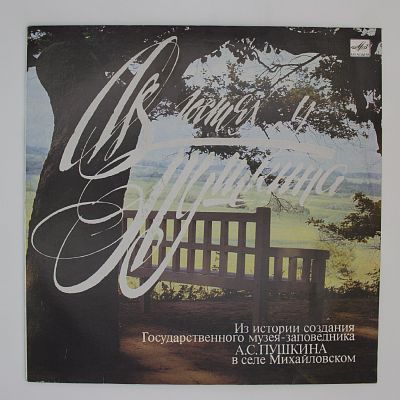 В гостях у
Пушкина
Из истории создания
Государственного музея-заповедника
А.С.ПУШКИНА
в селе Михайловском